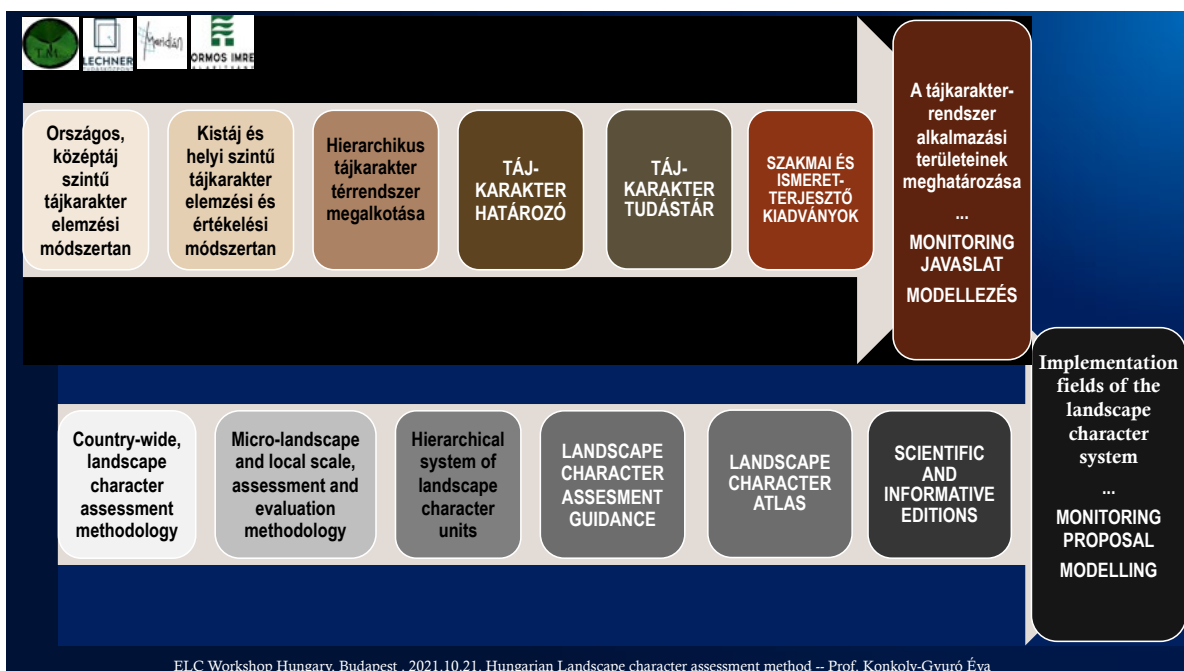 T.M.
LECHNER
Meridián
ORMOS IMRE
Országos,
középtáj
szintű
tájkarakter
elemzési
módszertan
Kistáj és
helyi szintű
tájkarakter
elemzési és
értékelési
módszertan
Hierarchikus
tájkarakter
térrendszer
megalkotása
TÁJ-
KARAKTER
HATÁROZÓ
TÁJ-
KARAKTER
TUDÁSTÁR
SZAKMAI ÉS
ISMERET-
TERJESZTŐ
KIADVÁNYOK
A tájkarakter-
rendszer
alkalmazási
területeinek
meghatározása
...
MONITORING
JAVASLAT
MODELLEZÉS
Country-wide,
landscape
character
assessment
methodology
Micro-landscape
and local scale,
assessment and
evaluation
methodology
Hierarchical
system of
landscape
character
units
LANDSCAPE
CHARACTER
ASSESMENT
GUIDANCE
LANDSCAPE
CHARACTER
ATLAS
SCIENTIFIC
AND
INFORMATIVE
EDITIONS
Implementation
fields of the
landscape
character
system
...
MONITORING
PROPOSAL
MODELLING
ELC Workshop Hungary, Budapest , 2021.10.21. Hungarian Landscape character assessment method -- Prof. Konkoly-Gyuró Éva